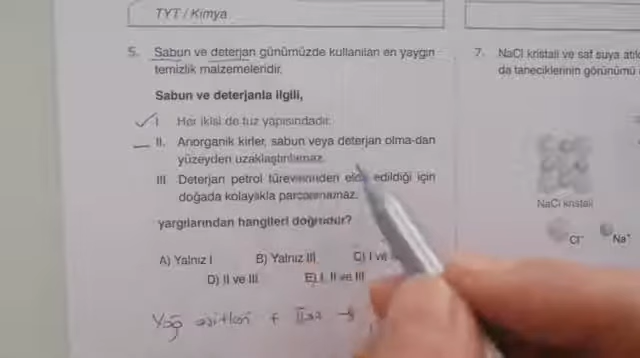 TYT / Kimya
5. Sabun ve deterjan günümüzde kullanılan en yaygın
temizlik malzemeleridir.
Sabun ve deterjanla ilgili,
I. Her ikisi de tuz yapısındadır.
II. Anorganik kirler, sabun veya deterjan olma-dan
yüzeyden uzaklaştırılamaz.
III. Deterjan petrol türevlerinden elde edildiği için
doğada kolaylıkla parçalanamaz.
yargılarından hangileri doğrudur?
A) Yalnız I B) Yalnız III C) I ve
D) II ve III E) I, II ve III
Yağ asitleri +
7. NaCl kristali ve saf suya
da taneciklerinin görünümü
NaCl kristali
Cl⁻ Na⁺